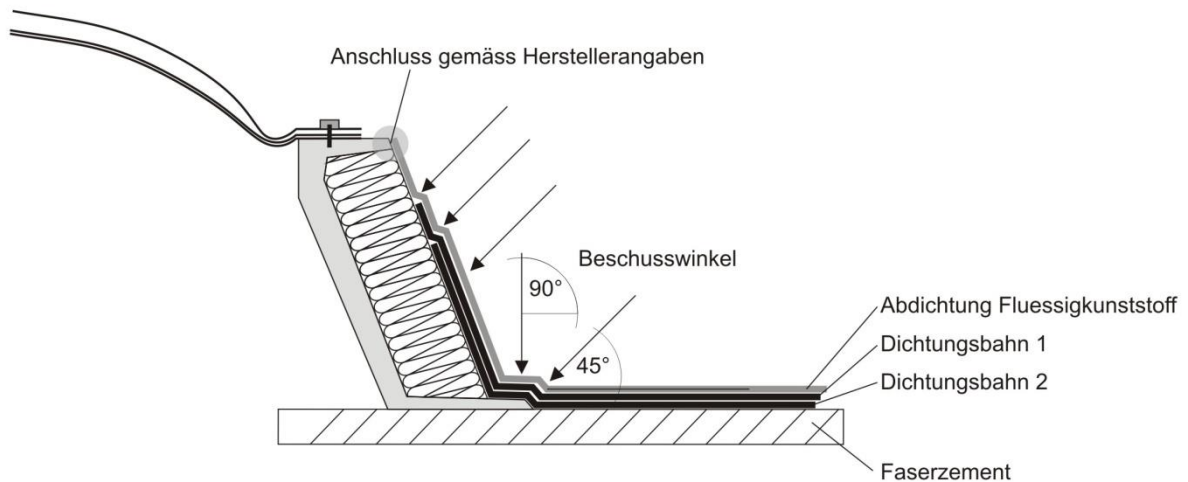 Anschluss gemäss Herstellerangaben
Beschusswinkel
90°
45°
Abdichtung Fluessigkunststoff
Dichtungsbahn 1
Dichtungsbahn 2
Faserzement